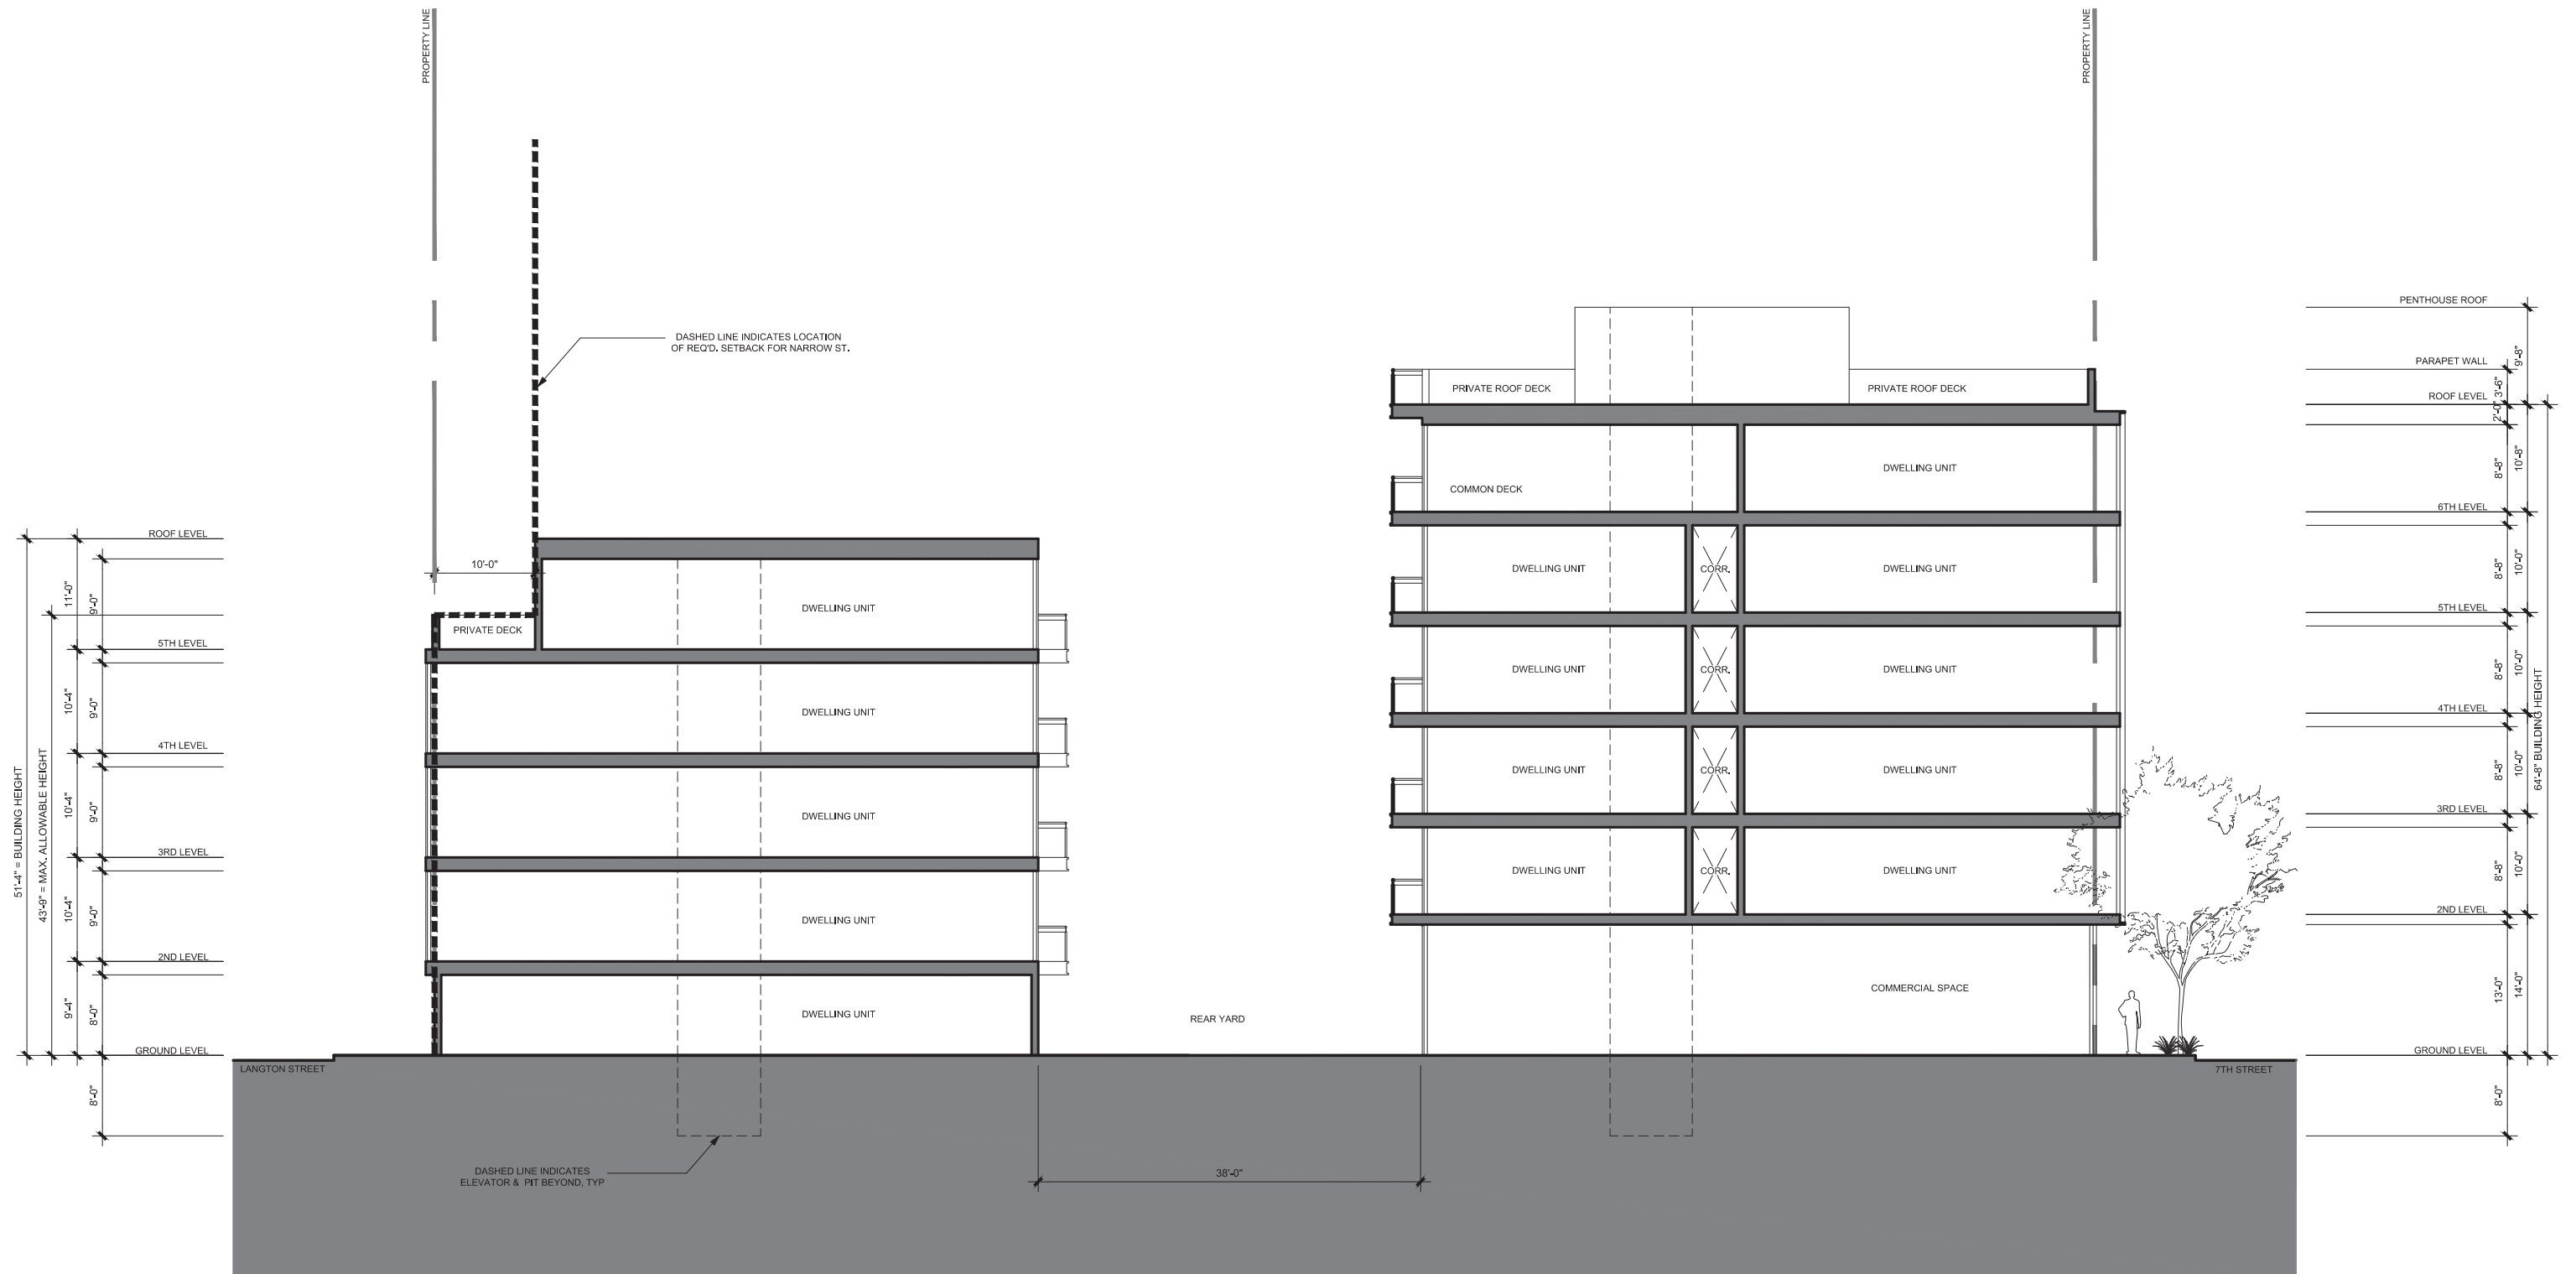 PROPERTY LINE
PROPERTY LINE
DASHED LINE INDICATES LOCATION
OF REQ'D. SETBACK FOR NARROW ST.
ROOF LEVEL
5TH LEVEL
4TH LEVEL
3RD LEVEL
2ND LEVEL
GROUND LEVEL
51'-4" = BUILDING HEIGHT
43'-9" = MAX. ALLOWABLE HEIGHT
11'-0"
10'-4"
10'-4"
10'-4"
9'-4"
9'-0"
9'-0"
9'-0"
9'-0"
8'-0"
8'-0"
10'-0"
PRIVATE DECK
DWELLING UNIT
DWELLING UNIT
DWELLING UNIT
DWELLING UNIT
DWELLING UNIT
LANGTON STREET
DASHED LINE INDICATES
ELEVATOR & PIT BEYOND, TYP
REAR YARD
38'-0"
PRIVATE ROOF DECK
PRIVATE ROOF DECK
COMMON DECK
DWELLING UNIT
DWELLING UNIT
CORR.
DWELLING UNIT
DWELLING UNIT
CORR.
DWELLING UNIT
DWELLING UNIT
CORR.
DWELLING UNIT
DWELLING UNIT
CORR.
DWELLING UNIT
COMMERCIAL SPACE
7TH STREET
PENTHOUSE ROOF
PARAPET WALL
ROOF LEVEL
6TH LEVEL
5TH LEVEL
4TH LEVEL
3RD LEVEL
2ND LEVEL
GROUND LEVEL
9'-8"
3'-6"
2'-0"
8'-8"
10'-8"
8'-8"
10'-0"
8'-8"
10'-0"
8'-8"
10'-0"
8'-8"
10'-0"
13'-0"
14'-0"
8'-0"
64'-8" BUILDING HEIGHT